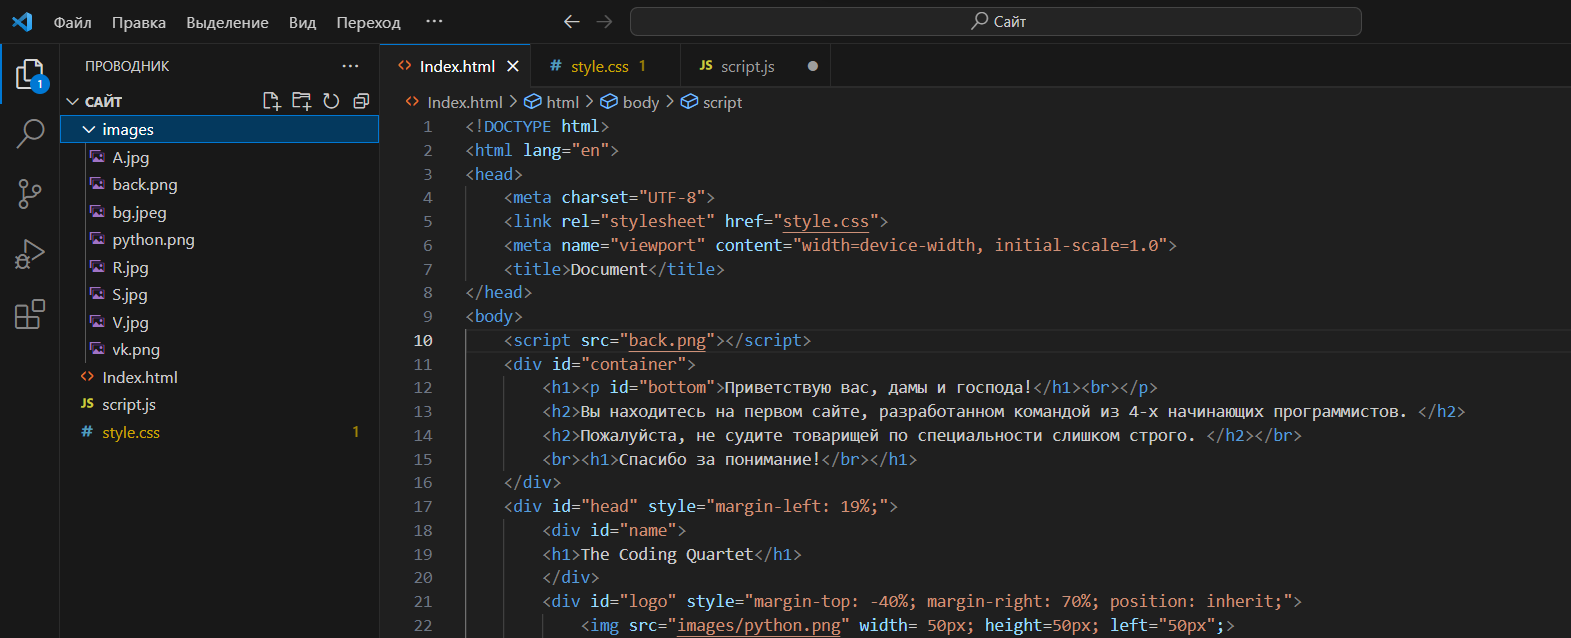 Файл Правка Выделение Вид Переход ··· Сайт
1 ПРОВОДНИК ···
Index.html
# style.css 1
JS script.js
САЙТ
Index.html > html > body > script
images
A.jpg
back.png
bg.jpeg
python.png
R.jpg
S.jpg
V.jpg
vk.png
Index.html
JS script.js
# style.css 1
1 <!DOCTYPE html>
2 <html lang="en">
3 <head>
4 <meta charset="UTF-8">
5 <link rel="stylesheet" href="style.css">
6 <meta name="viewport" content="width=device-width, initial-scale=1.0">
7 <title>Document</title>
8 </head>
9 <body>
10 <script src="back.png"></script>
11 <div id="container">
12 <h1><p id="bottom">Приветствую вас, дамы и господа!</h1><br></p>
13 <h2>Вы находитесь на первом сайте, разработанном командой из 4-х начинающих программистов. </h2>
14 <h2>Пожалуйста, не судите товарищей по специальности слишком строго. </h2></br>
15 <br><h1>Спасибо за понимание!</br></h1>
16 </div>
17 <div id="head" style="margin-left: 19%;">
18 <div id="name">
19 <h1>The Coding Quartet</h1>
20 </div>
21 <div id="logo" style="margin-top: -40%; margin-right: 70%; position: inherit;">
22 <img src="images/python.png" width= 50px; height=50px; left="50px";>